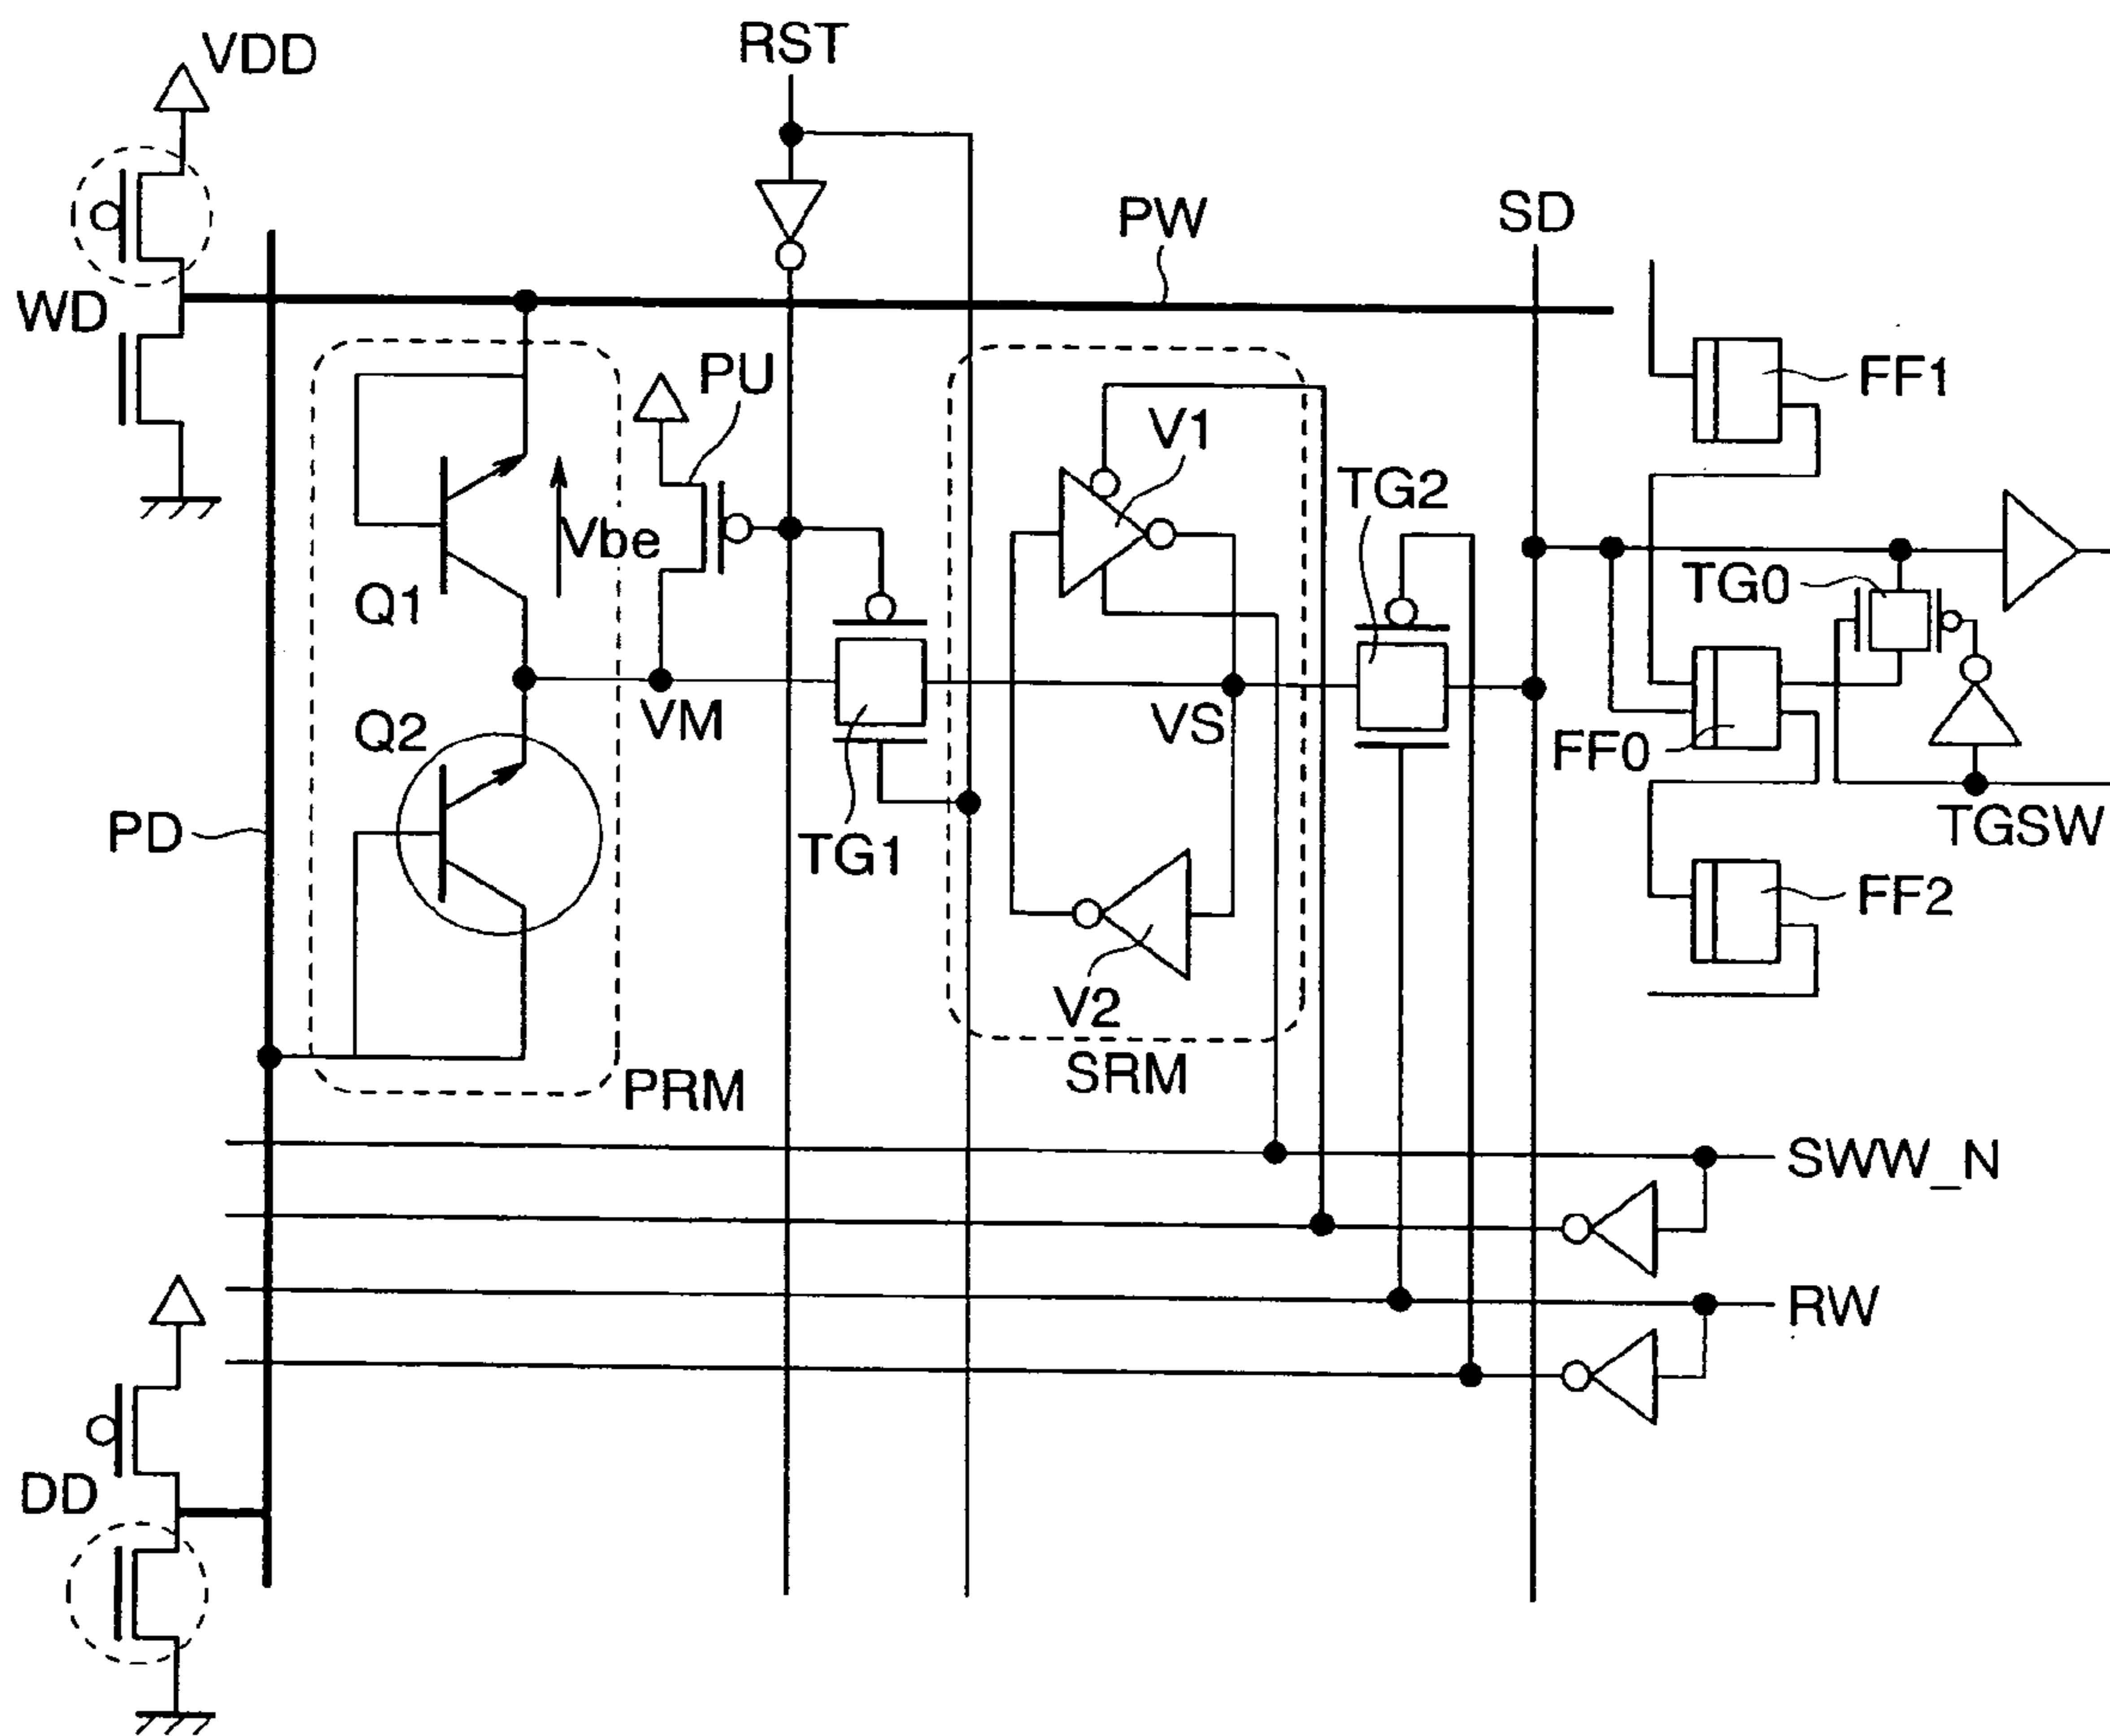 VDD
RST
PW
SD
WD
PU
FF1
V1
TG2
Vbe
TG0
Q1
VM
VS
Q2
FF0
PD
TG1
TGSW
FF2
V2
SRM
PRM
SWW_N
RW
DD